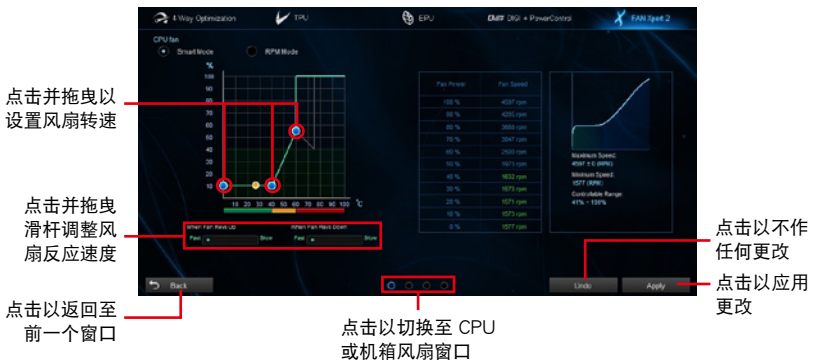 4-Way Optimization
TPU
EPU
DIGI + PowerControl
FAN Xpert 2
CPU fan
Smart Mode
RPM Mode
%
100
90
80
70
60
50
40
30
20
10
10 20 30 40 50 60 70 80 90 100 °C
When Fan Revs Up
When Fan Revs Down
Fast
Slow
Fast
Slow
Fan Power Fan Speed
100 % 4597 rpm
90 %
80 %
70 % 3047 rpm
60 % 2500 rpm
50 % 1973 rpm
40 % 1602 rpm
30 % 1573 rpm
20 % 1571 rpm
10 % 1573 rpm
0 % 1577 rpm
Maximum Speed:
4597 ± 0 (RPM)
Minimum Speed:
1577 (RPM)
Controllable Range:
41% ~ 100%
Back
Undo
Apply
点击并拖曳以
设置风扇转速
点击并拖曳
滑杆调整风
扇反应速度
点击以返回至
前一个窗口
点击以切换至 CPU
或机箱风扇窗口
点击以不作
任何更改
点击以应用
更改